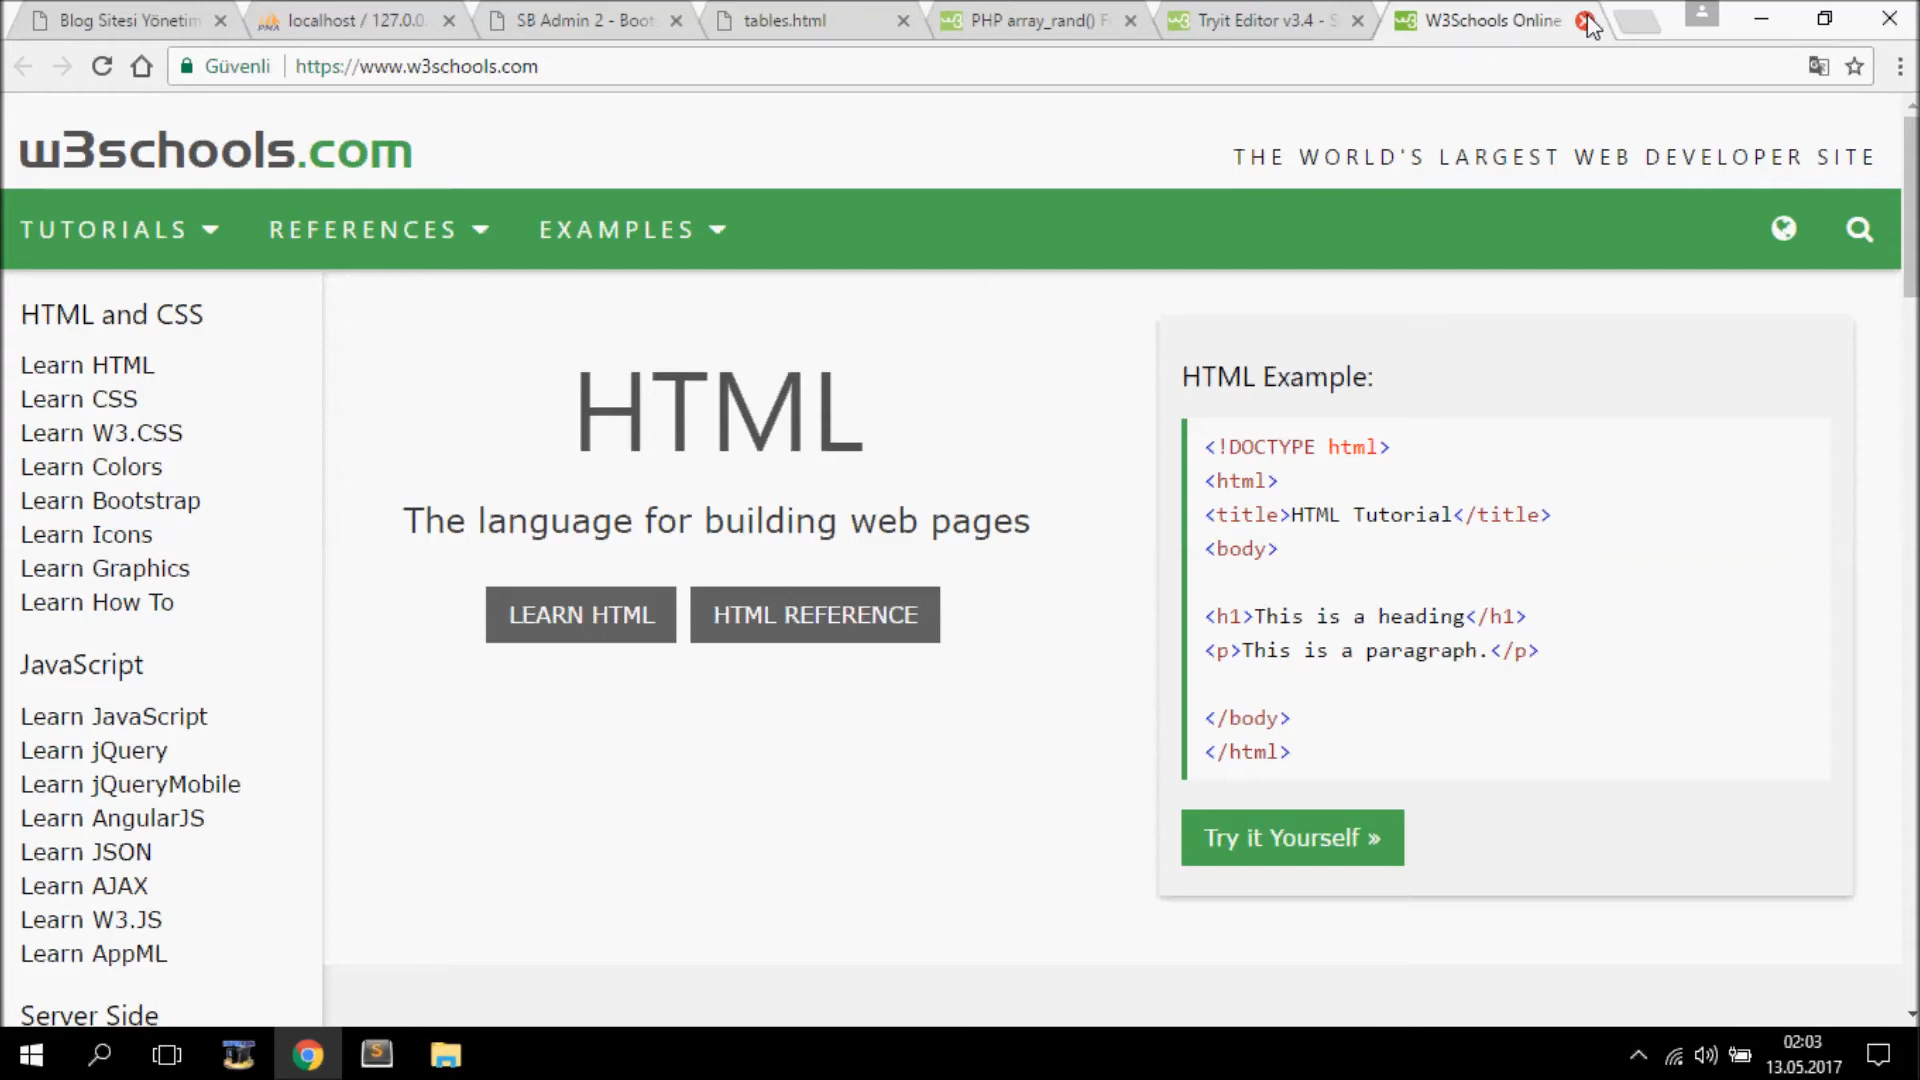 Blog Sitesi Yönetim
localhost / 127.0.0.
SB Admin 2 - Boots
tables.html
PHP array_rand() F
Tryit Editor v3.4 - S
W3Schools Online
Güvenli
https://www.w3schools.com
w3schools.com
THE WORLD'S LARGEST WEB DEVELOPER SITE
TUTORIALS
REFERENCES
EXAMPLES
HTML and CSS
Learn HTML
Learn CSS
Learn W3.CSS
Learn Colors
Learn Bootstrap
Learn Icons
Learn Graphics
Learn How To
JavaScript
Learn JavaScript
Learn jQuery
Learn jQueryMobile
Learn AngularJS
Learn JSON
Learn AJAX
Learn W3.JS
Learn AppML
Server Side
HTML
The language for building web pages
LEARN HTML
HTML REFERENCE
HTML Example:
<!DOCTYPE html>
<html>
<title>HTML Tutorial</title>
<body>
<h1>This is a heading</h1>
<p>This is a paragraph.</p>
</body>
</html>
Try it Yourself »
02:03
13.05.2017